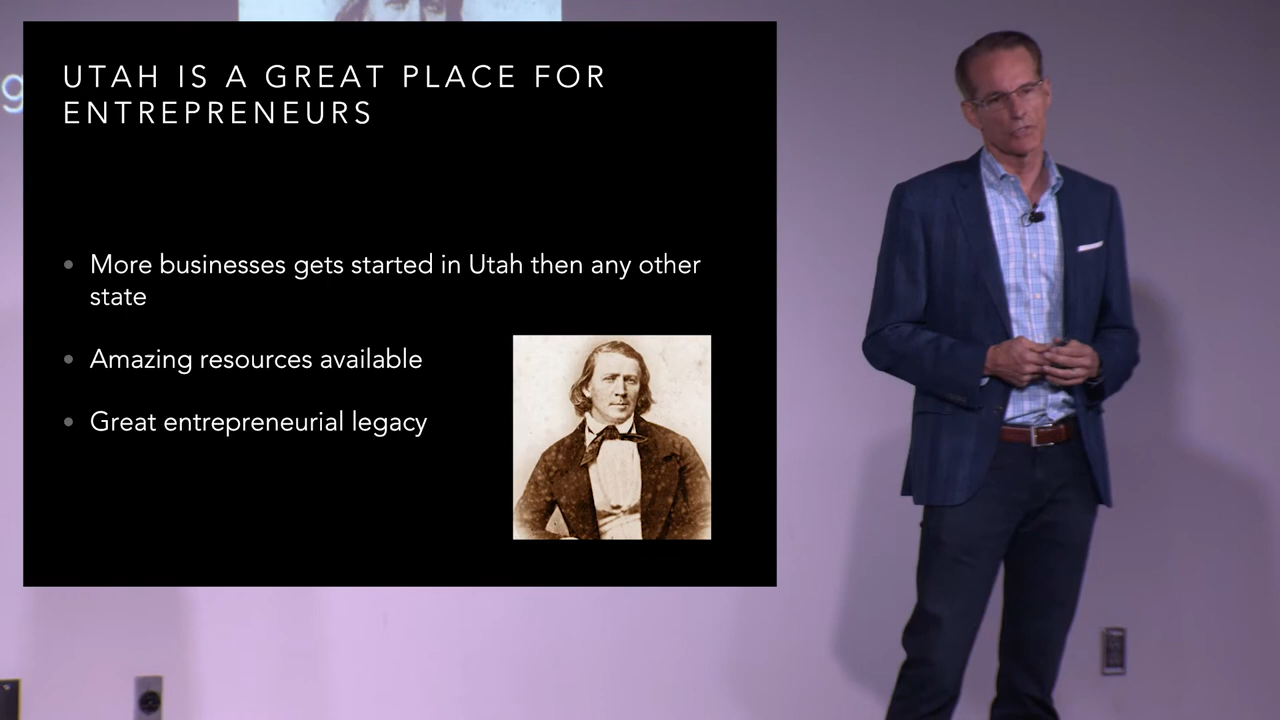 UTAH IS A GREAT PLACE FOR
ENTREPRENEURS
More businesses gets started in Utah then any other
state
Amazing resources available
Great entrepreneurial legacy
g